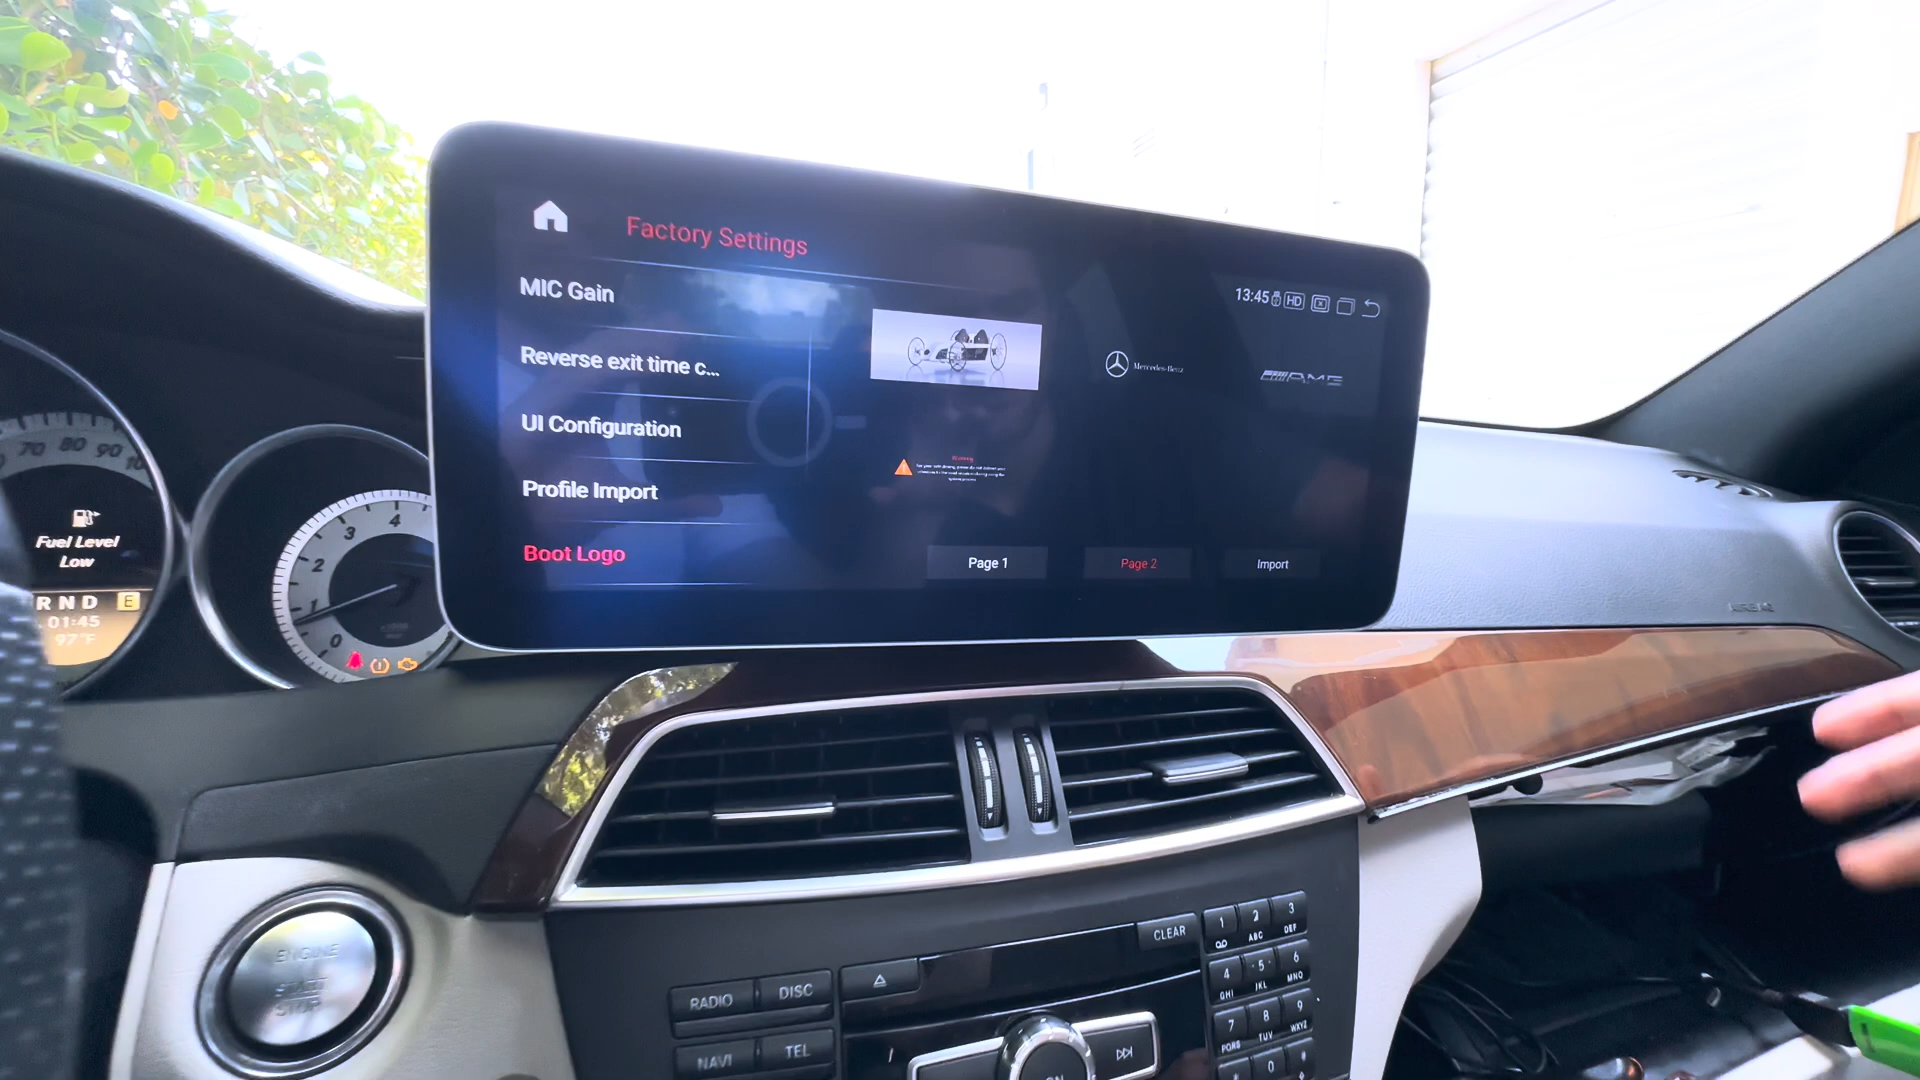 Factory Settings
13:45
HD
MIC Gain
Reverse exit time c...
UI Configuration
Profile Import
Boot Logo
Mercedes-Benz
AMG
Warning
Page 1
Page 2
Import
70 80 90
Fuel Level
Low
R N D E
01:45
97°F
0
1
2
3
4
AIRBAG
ENGINE
START
STOP
RADIO
DISC
NAVI
TEL
CLEAR
ON
1
2 ABC
3 DEF
4 GHI
5 JKL
6 MNO
7 PQRS
8 TUV
9 WXYZ
*
0